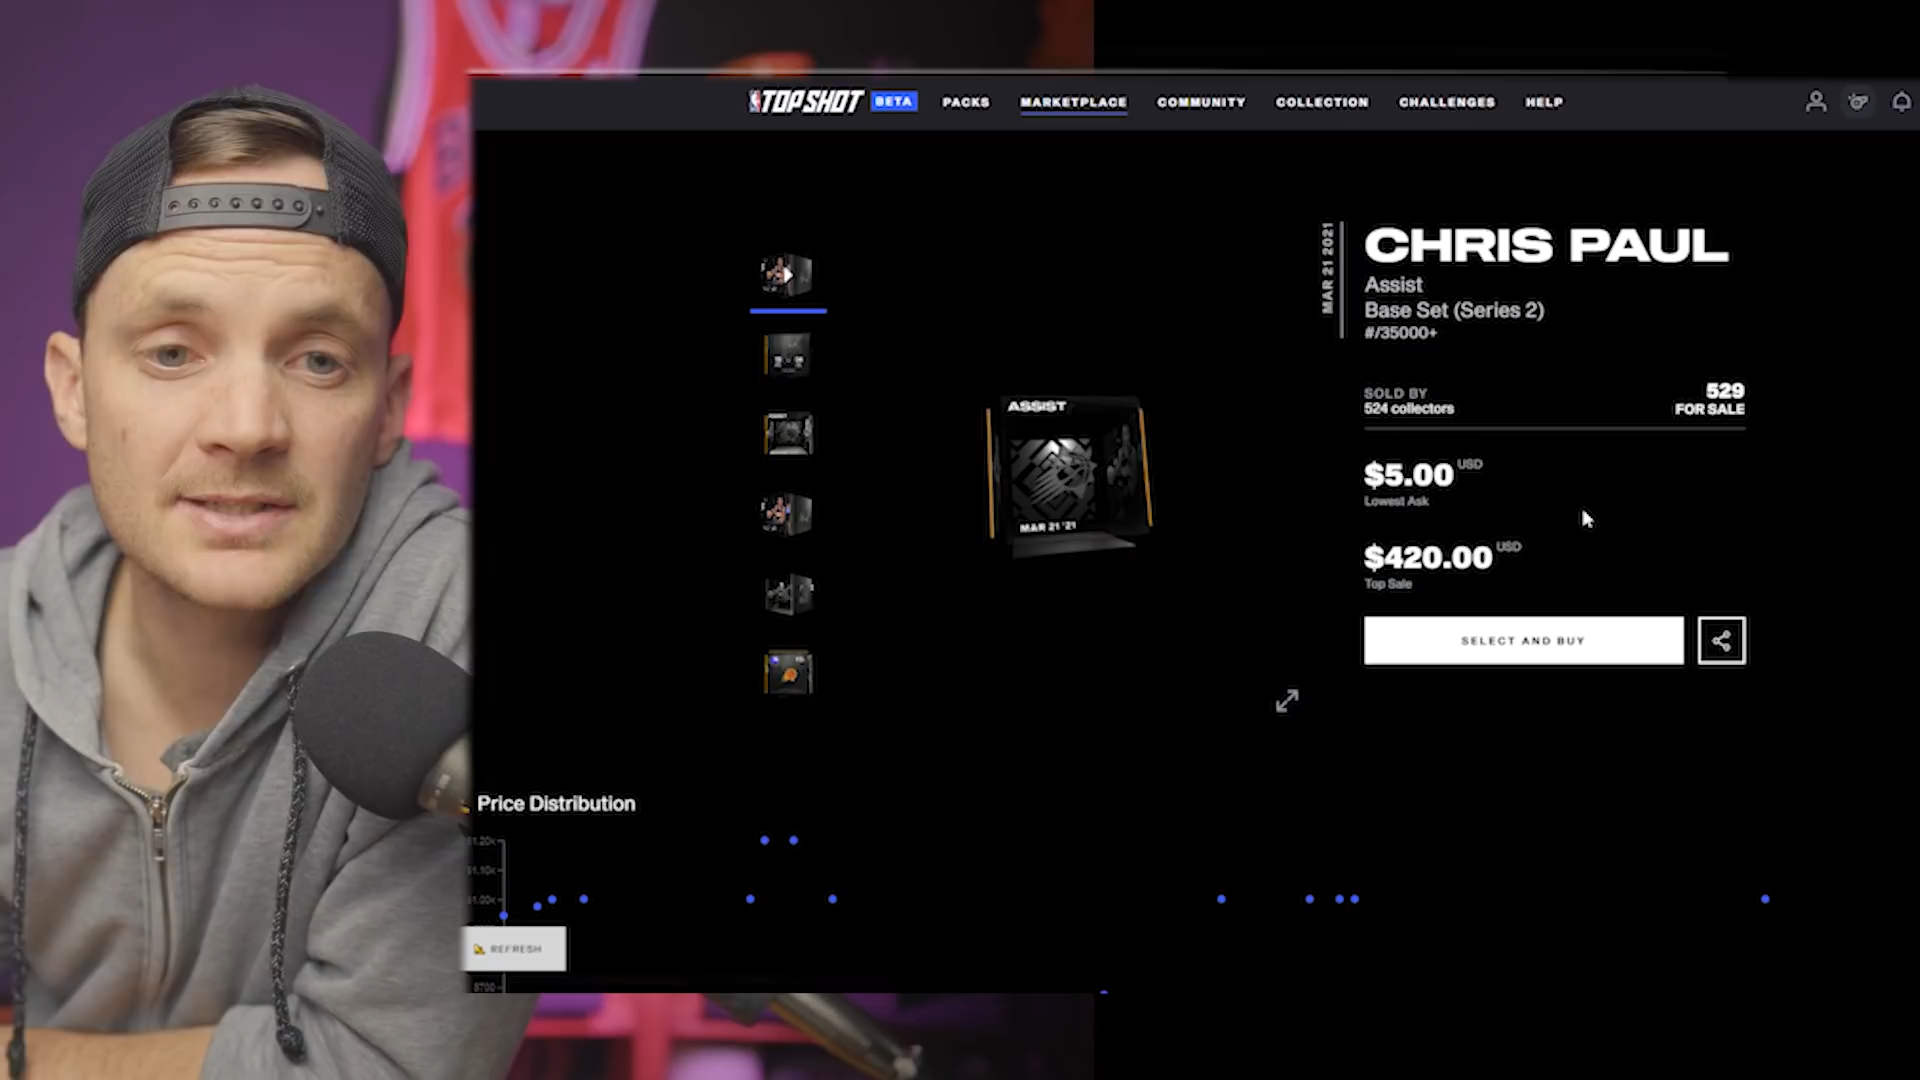 TOP SHOT BETA PACKS MARKETPLACE COMMUNITY COLLECTION CHALLENGES HELP
MAR 21 2021
CHRIS PAUL
Assist
Base Set (Series 2)
#/35000+
SOLD BY
524 collectors
529
FOR SALE
$5.00 USD
Lowest Ask
$420.00 USD
Top Sale
SELECT AND BUY
ASSIST
MAR 21 '21
Price Distribution
REFRESH